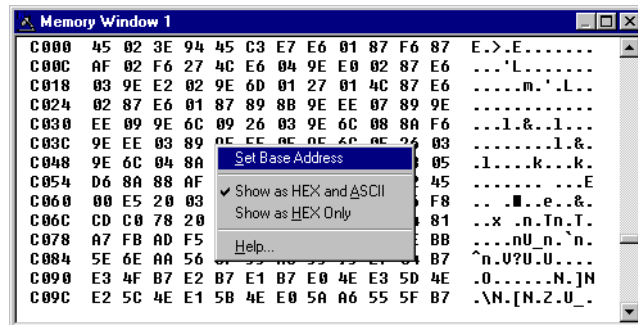 Memory Window 1
C000 45 02 3E 94 45 C3 E7 E6 01 87 F6 87 E.>.E.......
C00C AF 02 F6 27 4C E6 04 9E E0 02 87 E6 ...'L.......
C018 03 9E E2 02 9E 6D 01 27 01 4C 87 E6 .....m.'.L..
C024 02 87 E6 01 87 89 8B 9E EE 07 89 9E ............
C030 EE 09 9E 6C 09 26 03 9E 6C 08 8A F6 ...l.&..l...
C03C 9E EE 03 89 9E EE 05 9E 6C 05 26 03 ........l.&.
C048 9E 6C 04 8A 05 .l....k...k.
Set Base Address
C054 D6 8A 88 AF 45 ....... ...E
Show as HEX and ASCII
C060 00 E5 20 03 F8 .. .█..e..&.
Show as HEX Only
C06C CD C0 78 20 81 ..x .n.Tn.T.
C078 A7 FB AD F5 BB ....nU_n.`n.
Help...
C084 5E 6E AA 56 B7 ^n.V?U.U....
C090 E3 4F B7 E2 B7 E1 B7 E0 4E E3 5D 4E .O......N.]N
C09C E2 5C 4E E1 5B 4E E0 5A A6 55 5F B7 .\N.[N.Z.U_.